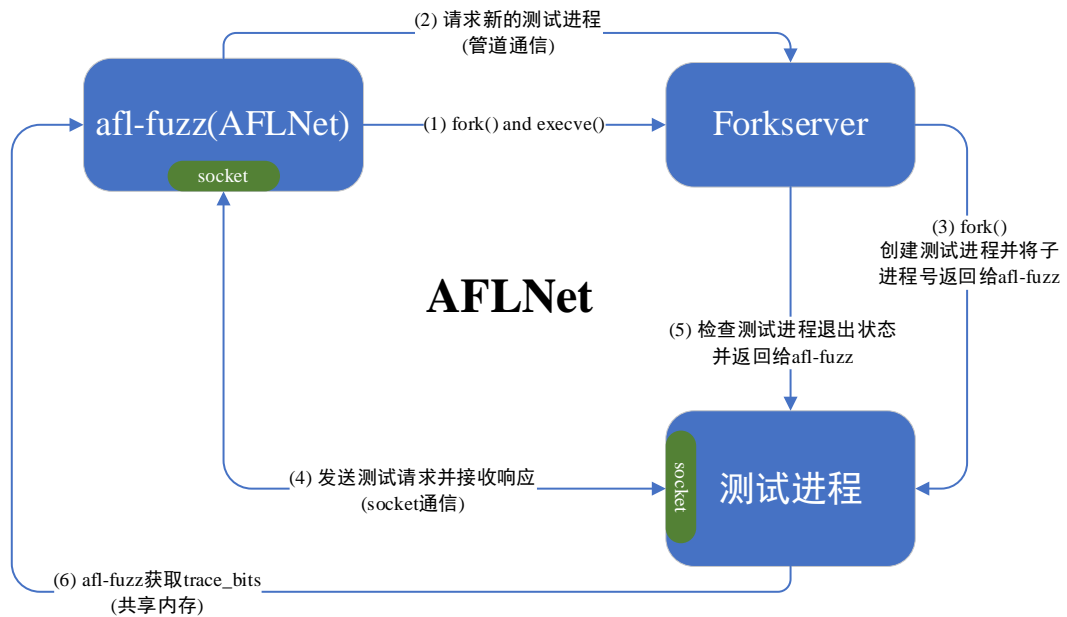 (2) 请求新的测试进程
(管道通信)
afl-fuzz(AFLNet)
socket
(1) fork() and execve()
Forkserver
(3) fork()
创建测试进程并将子
进程号返回给afl-fuzz
AFLNet
(5) 检查测试进程退出状态
并返回给afl-fuzz
(4) 发送测试请求并接收响应
(socket通信)
socket
测试进程
(6) afl-fuzz获取trace_bits
(共享内存)